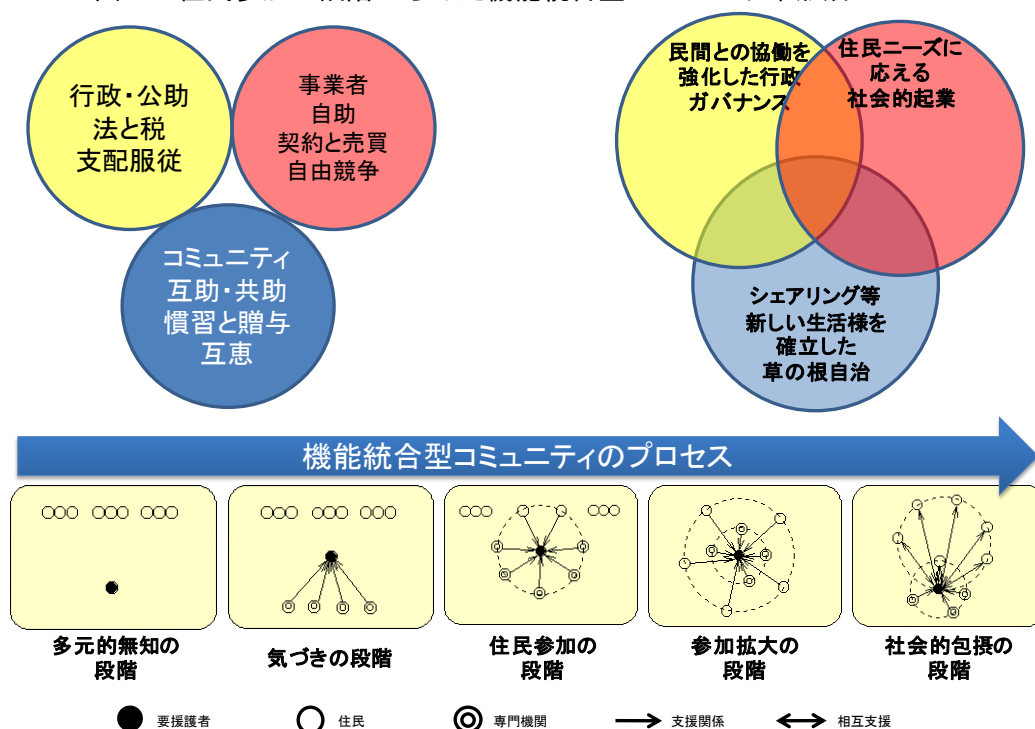 行政・公助
法と税
支配服従
事業者
自助
契約と売買
自由競争
コミュニティ
互助・共助
慣習と贈与
互恵
民間との協働を
強化した行政
ガバナンス
住民ニーズに
応える
社会的起業
シェアリング等
新しい生活様を
確立した
草の根自治
機能統合型コミュニティのプロセス
多元的無知の
段階
気づきの段階
住民参加の
段階
参加拡大の
段階
社会的包摂の
段階
要援護者
住民
専門機関
支援関係
相互支援